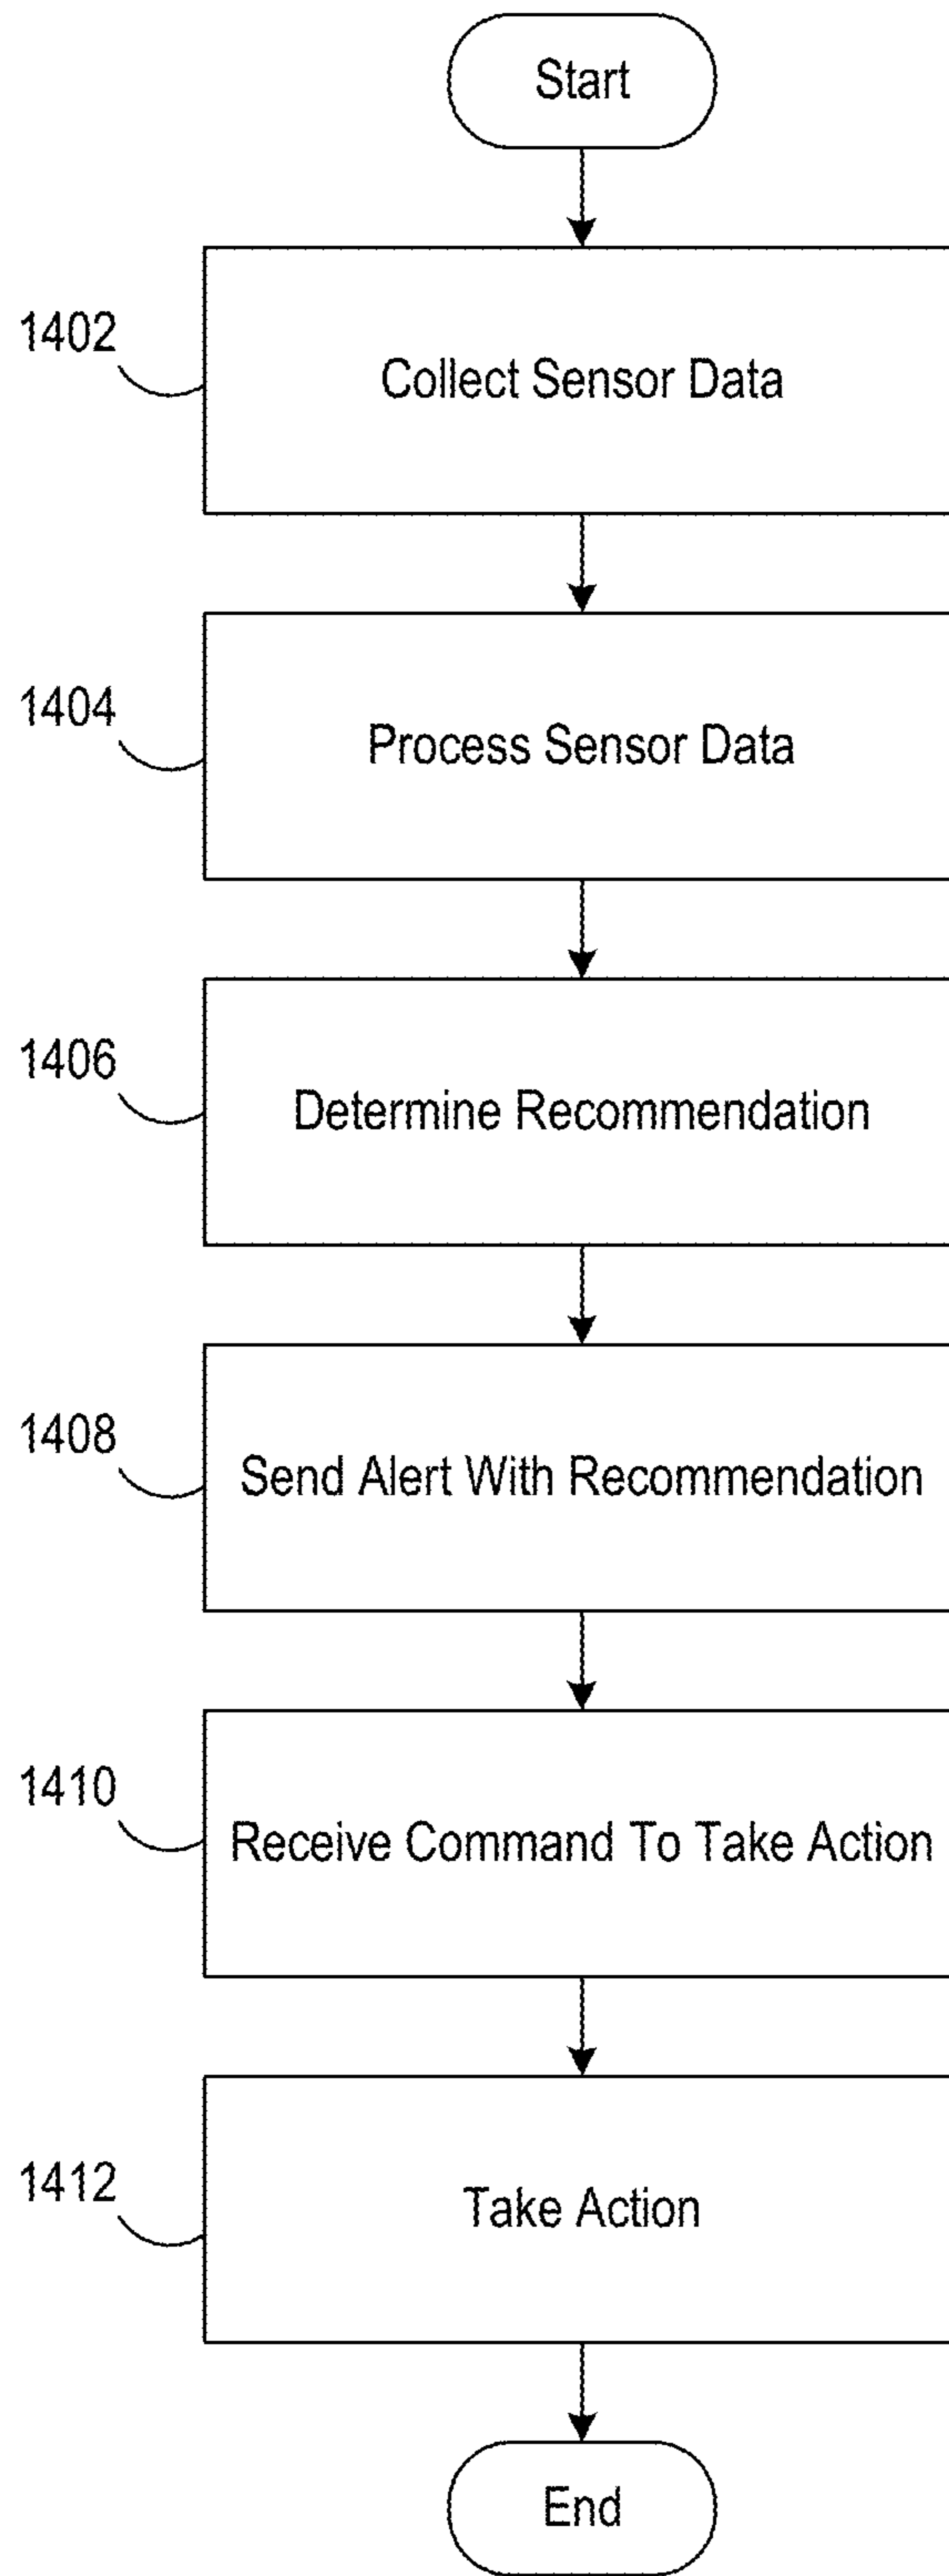 Start
1402
Collect Sensor Data
1404
Process Sensor Data
1406
Determine Recommendation
1408
Send Alert With Recommendation
1410
Receive Command To Take Action
1412
Take Action
End